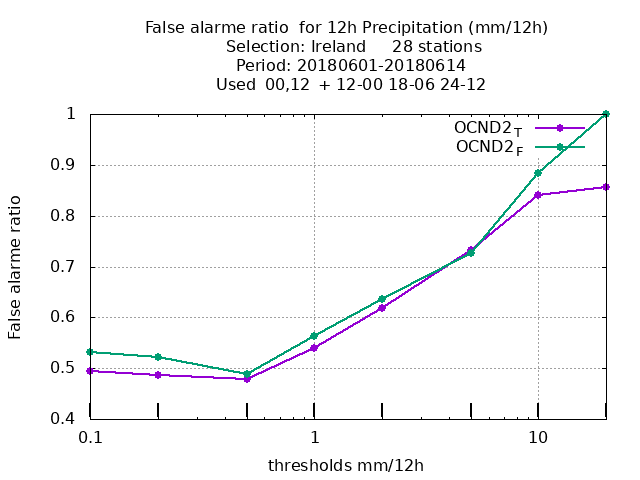 False alarme ratio  for 12h Precipitation (mm/12h)
Selection: Ireland     28 stations
Period: 20180601-20180614
Used  00,12  + 12-00 18-06 24-12
OCND2T
OCND2F
1
0.9
0.8
0.7
0.6
0.5
0.4
False alarme ratio
0.1
1
10
thresholds mm/12h